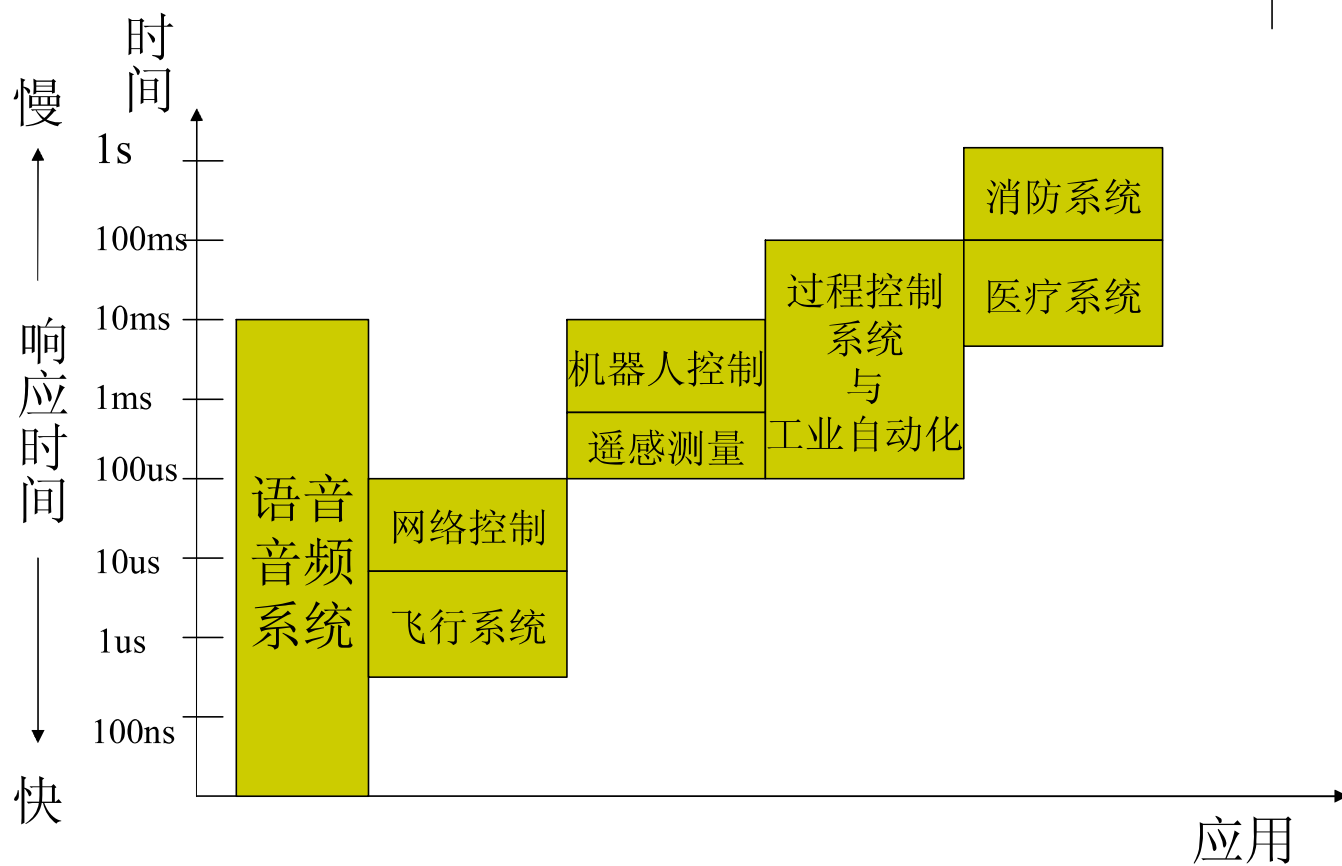 时
间
慢
1s
100ms
10ms
1ms
100us
10us
1us
100ns
响
应
时
间
快
语音
音频
系统
网络控制
飞行系统
机器人控制
遥感测量
过程控制
系统
与
工业自动化
消防系统
医疗系统
应用